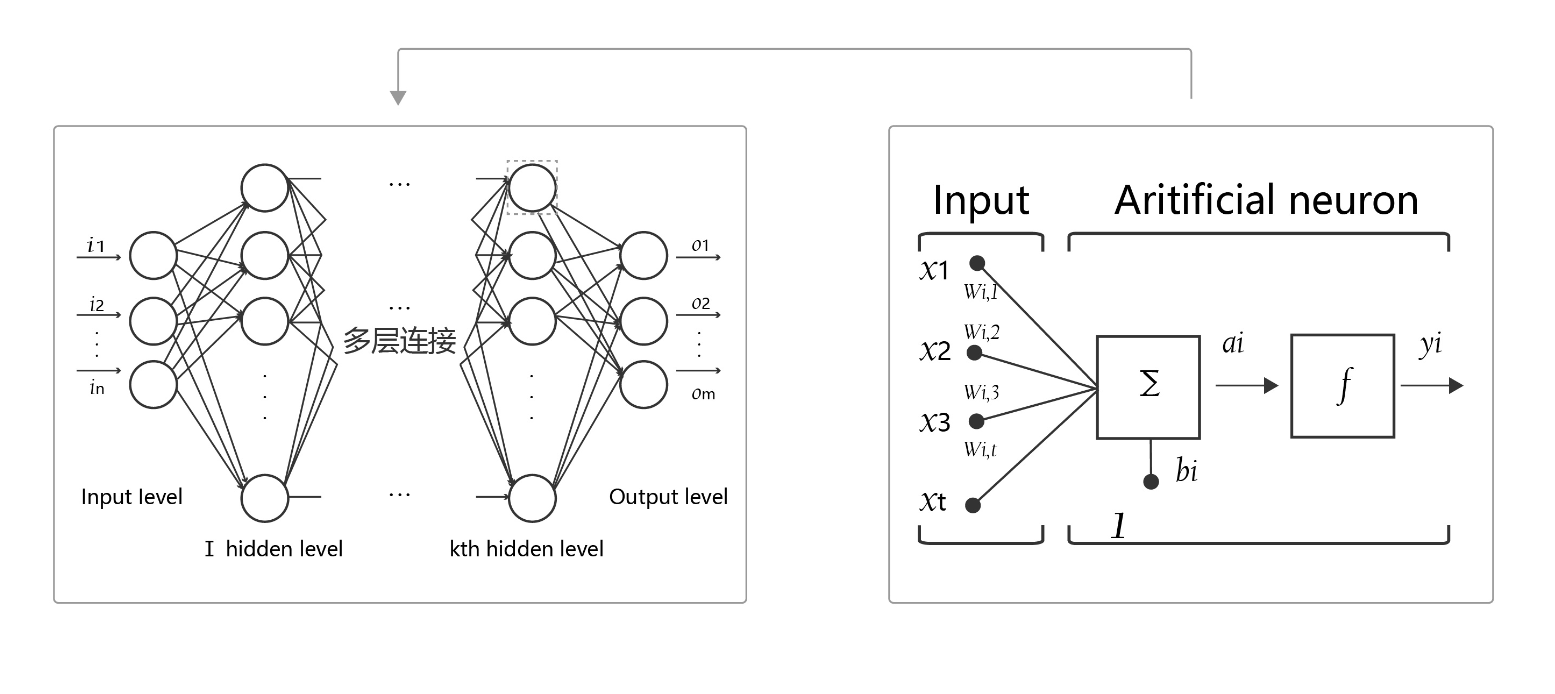 i1
i2
in
...
...
多层连接
...
o1
o2
om
Input level
Output level
I hidden level
kth hidden level
Input
Aritificial neuron
x1
Wi,1
Wi,2
x2
Wi,3
x3
Wi,t
xt
Σ
ai
f
yi
bi
1